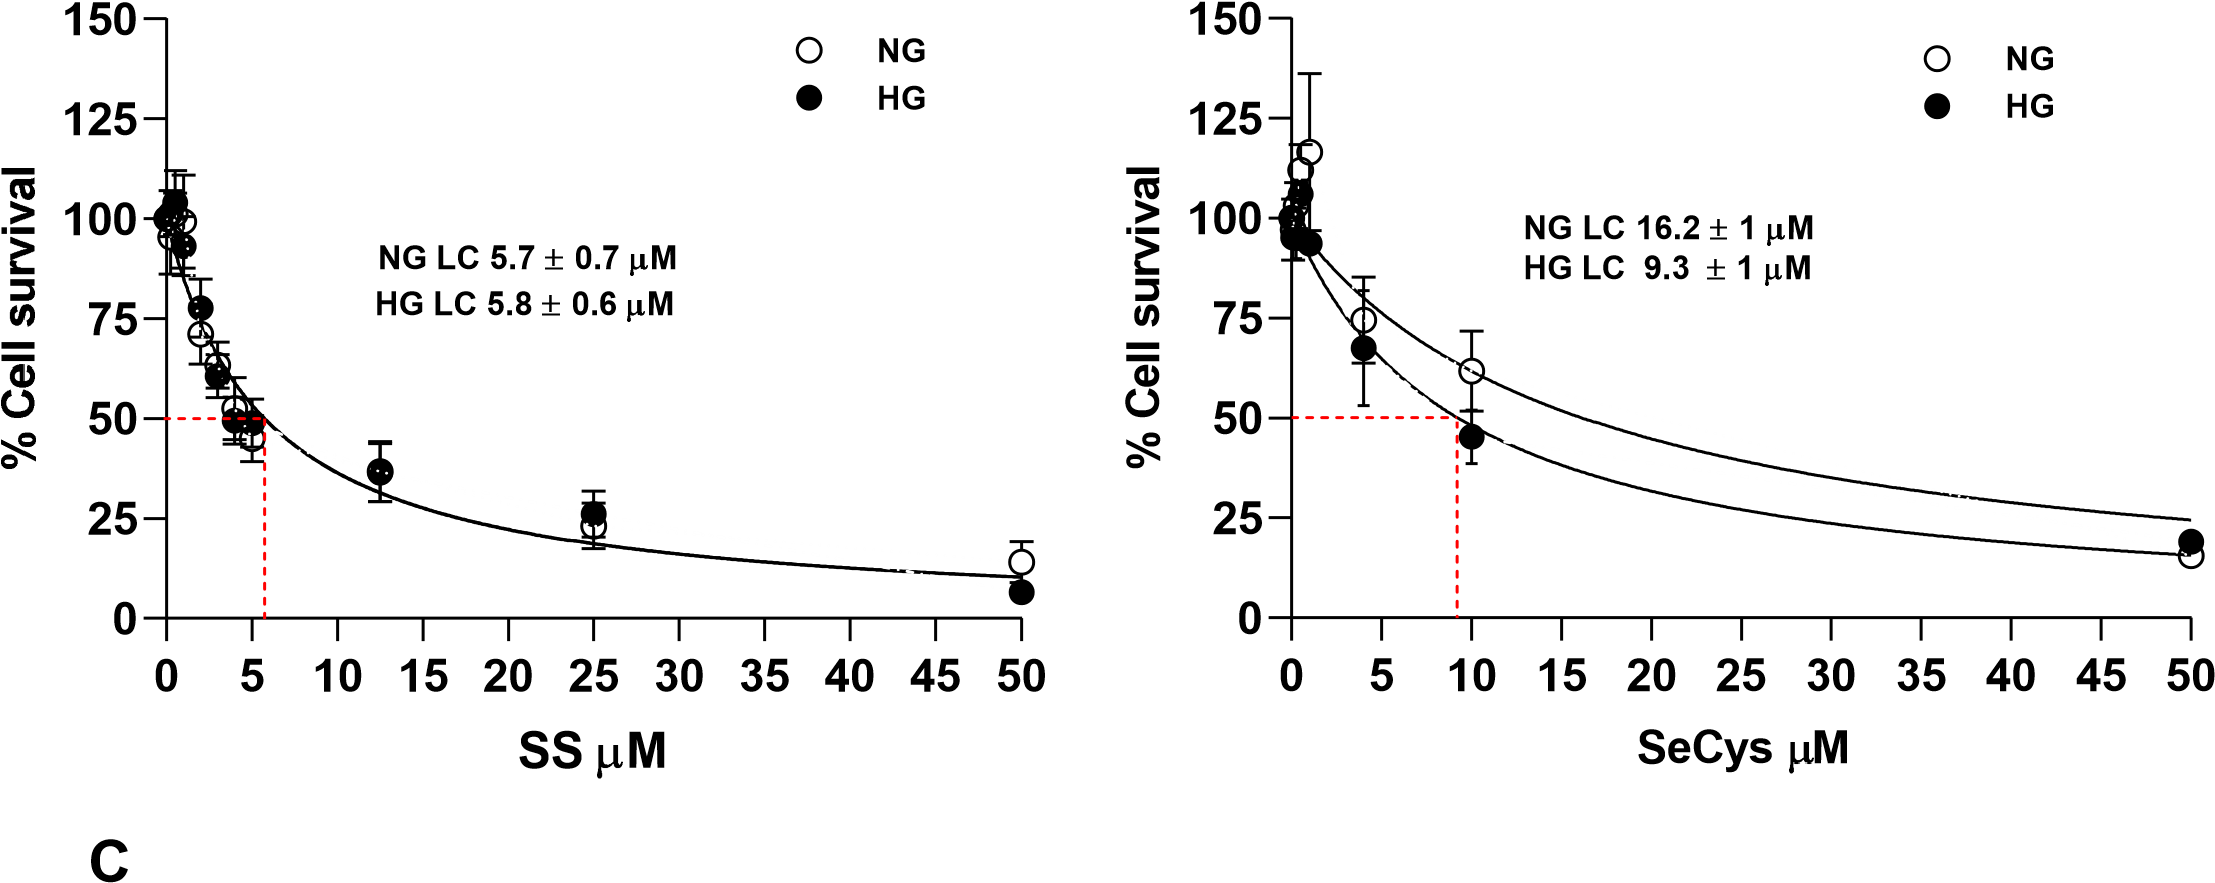 150
125
100
75
50
25
0
% Cell survival
NG
HG
NG LC 5.7 ± 0.7 µM
HG LC 5.8 ± 0.6 µM
0 5 10 15 20 25 30 35 40 45 50
SS µM
150
125
100
75
50
25
0
% Cell survival
NG
HG
NG LC 16.2 ± 1 µM
HG LC 9.3 ± 1 µM
0 5 10 15 20 25 30 35 40 45 50
SeCys µM
C